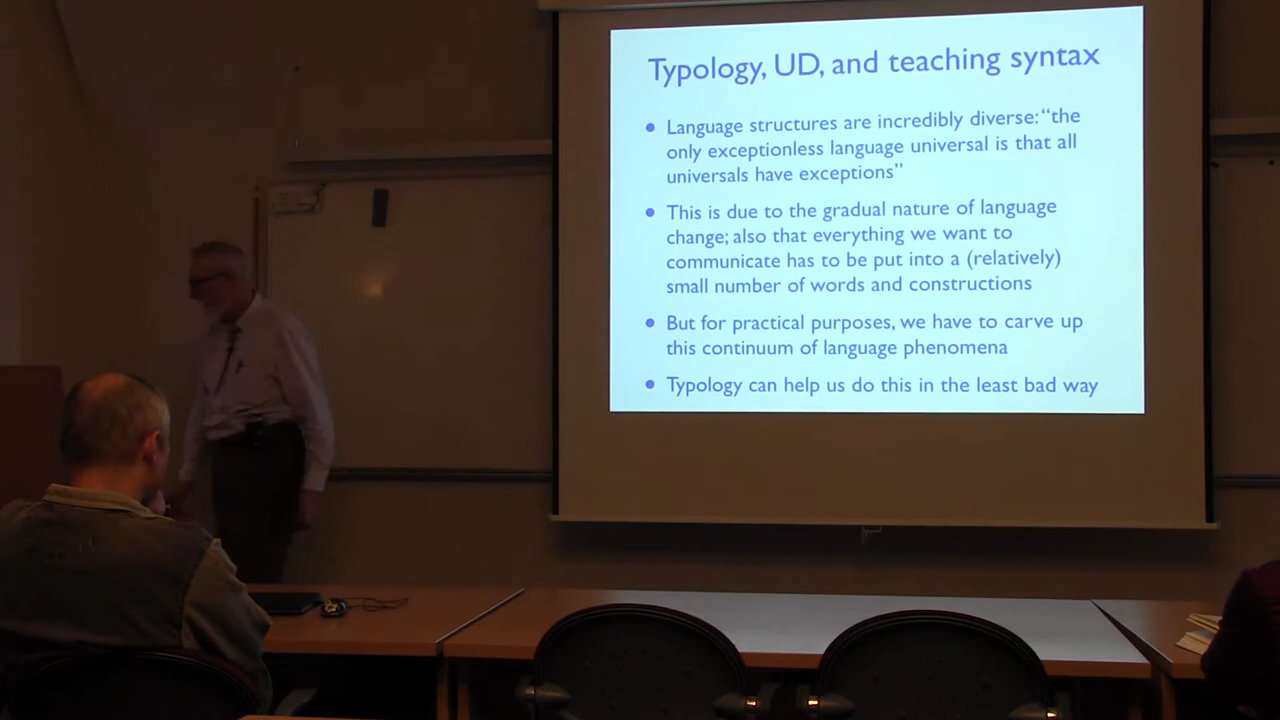 Typology, UD, and teaching syntax
• Language structures are incredibly diverse: “the
only exceptionless language universal is that all
universals have exceptions”
• This is due to the gradual nature of language
change; also that everything we want to
communicate has to be put into a (relatively)
small number of words and constructions
• But for practical purposes, we have to carve up
this continuum of language phenomena
• Typology can help us do this in the least bad way